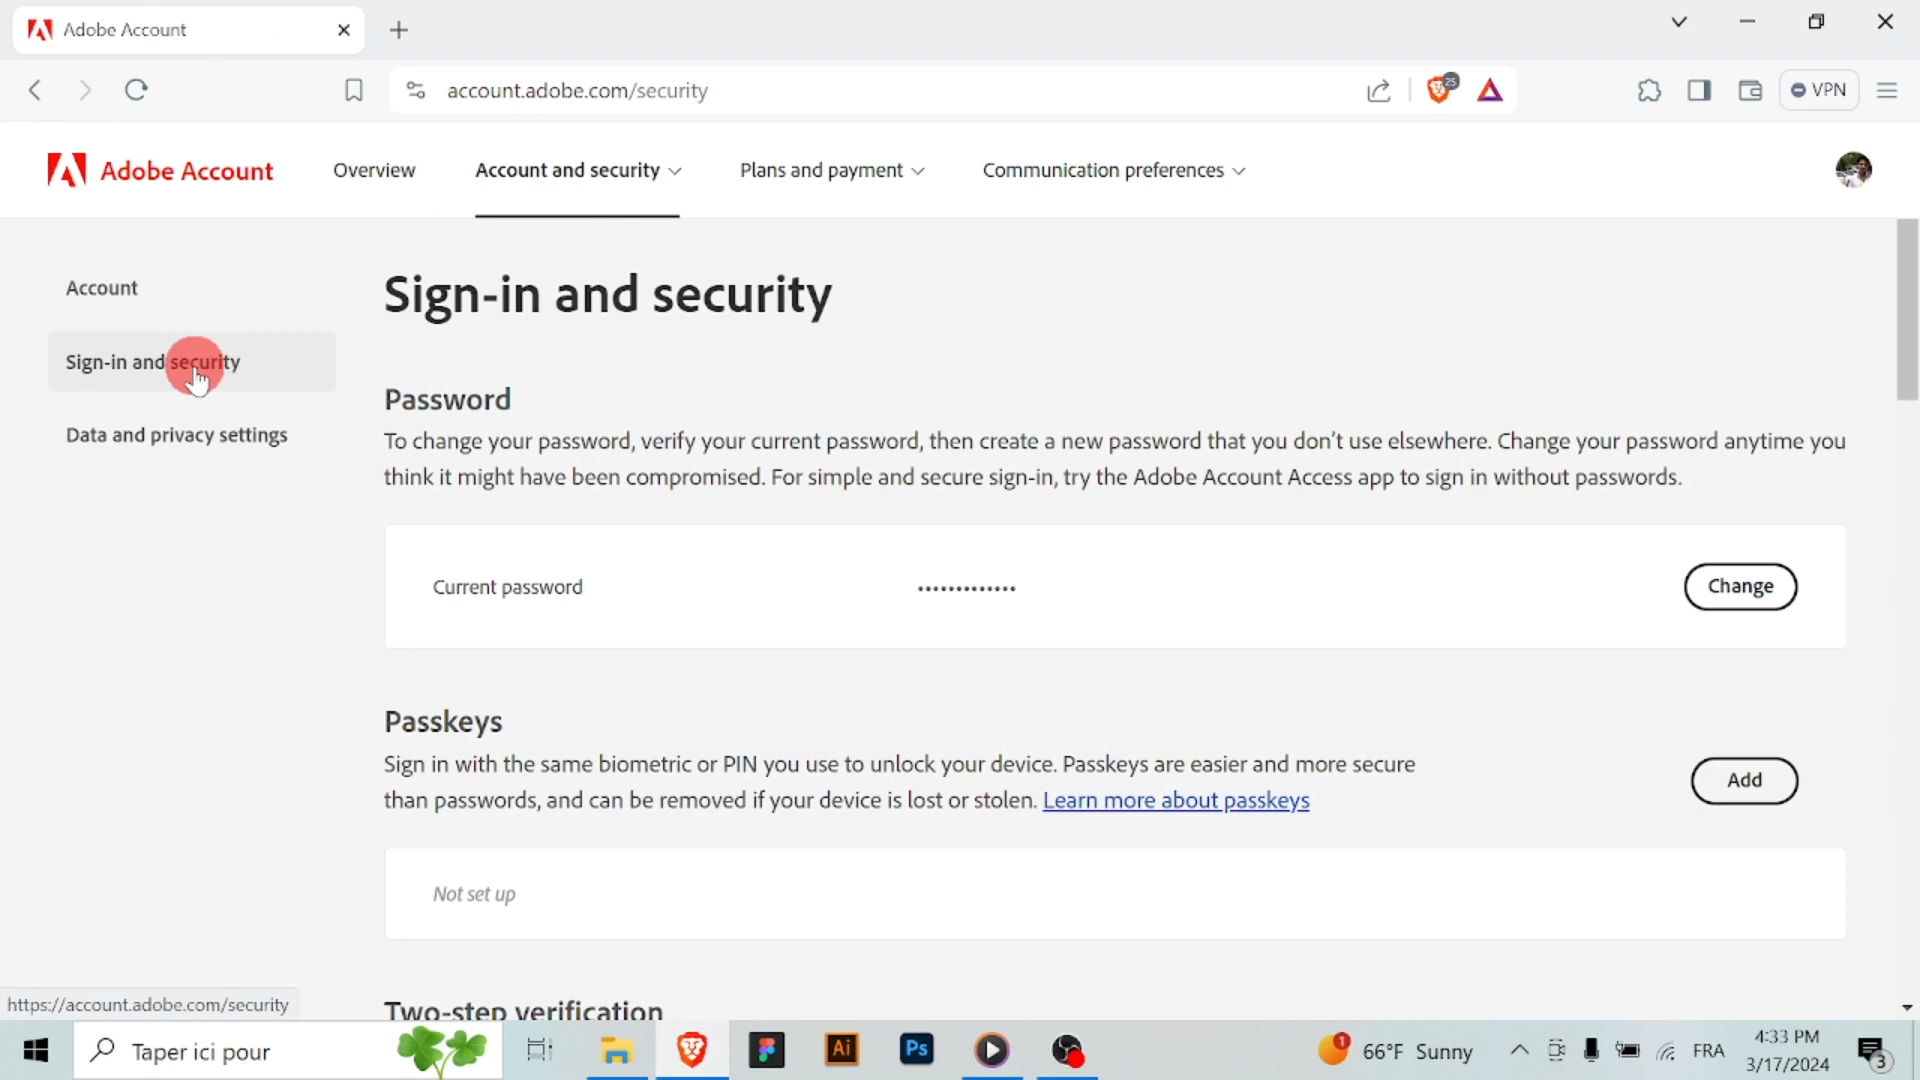 Adobe Account
account.adobe.com/security
25
VPN
Adobe Account
Overview
Account and security
Plans and payment
Communication preferences
Account
Sign-in and security
Data and privacy settings
Sign-in and security
Password
To change your password, verify your current password, then create a new password that you don’t use elsewhere. Change your password anytime you
think it might have been compromised. For simple and secure sign-in, try the Adobe Account Access app to sign in without passwords.
Current password
•••••••••••••
Change
Passkeys
Sign in with the same biometric or PIN you use to unlock your device. Passkeys are easier and more secure
than passwords, and can be removed if your device is lost or stolen. Learn more about passkeys
Add
Not set up
Two-step verification
https://account.adobe.com/security
Taper ici pour
Ai
Ps
1
66°F Sunny
FRA
4:33 PM
3/17/2024
3